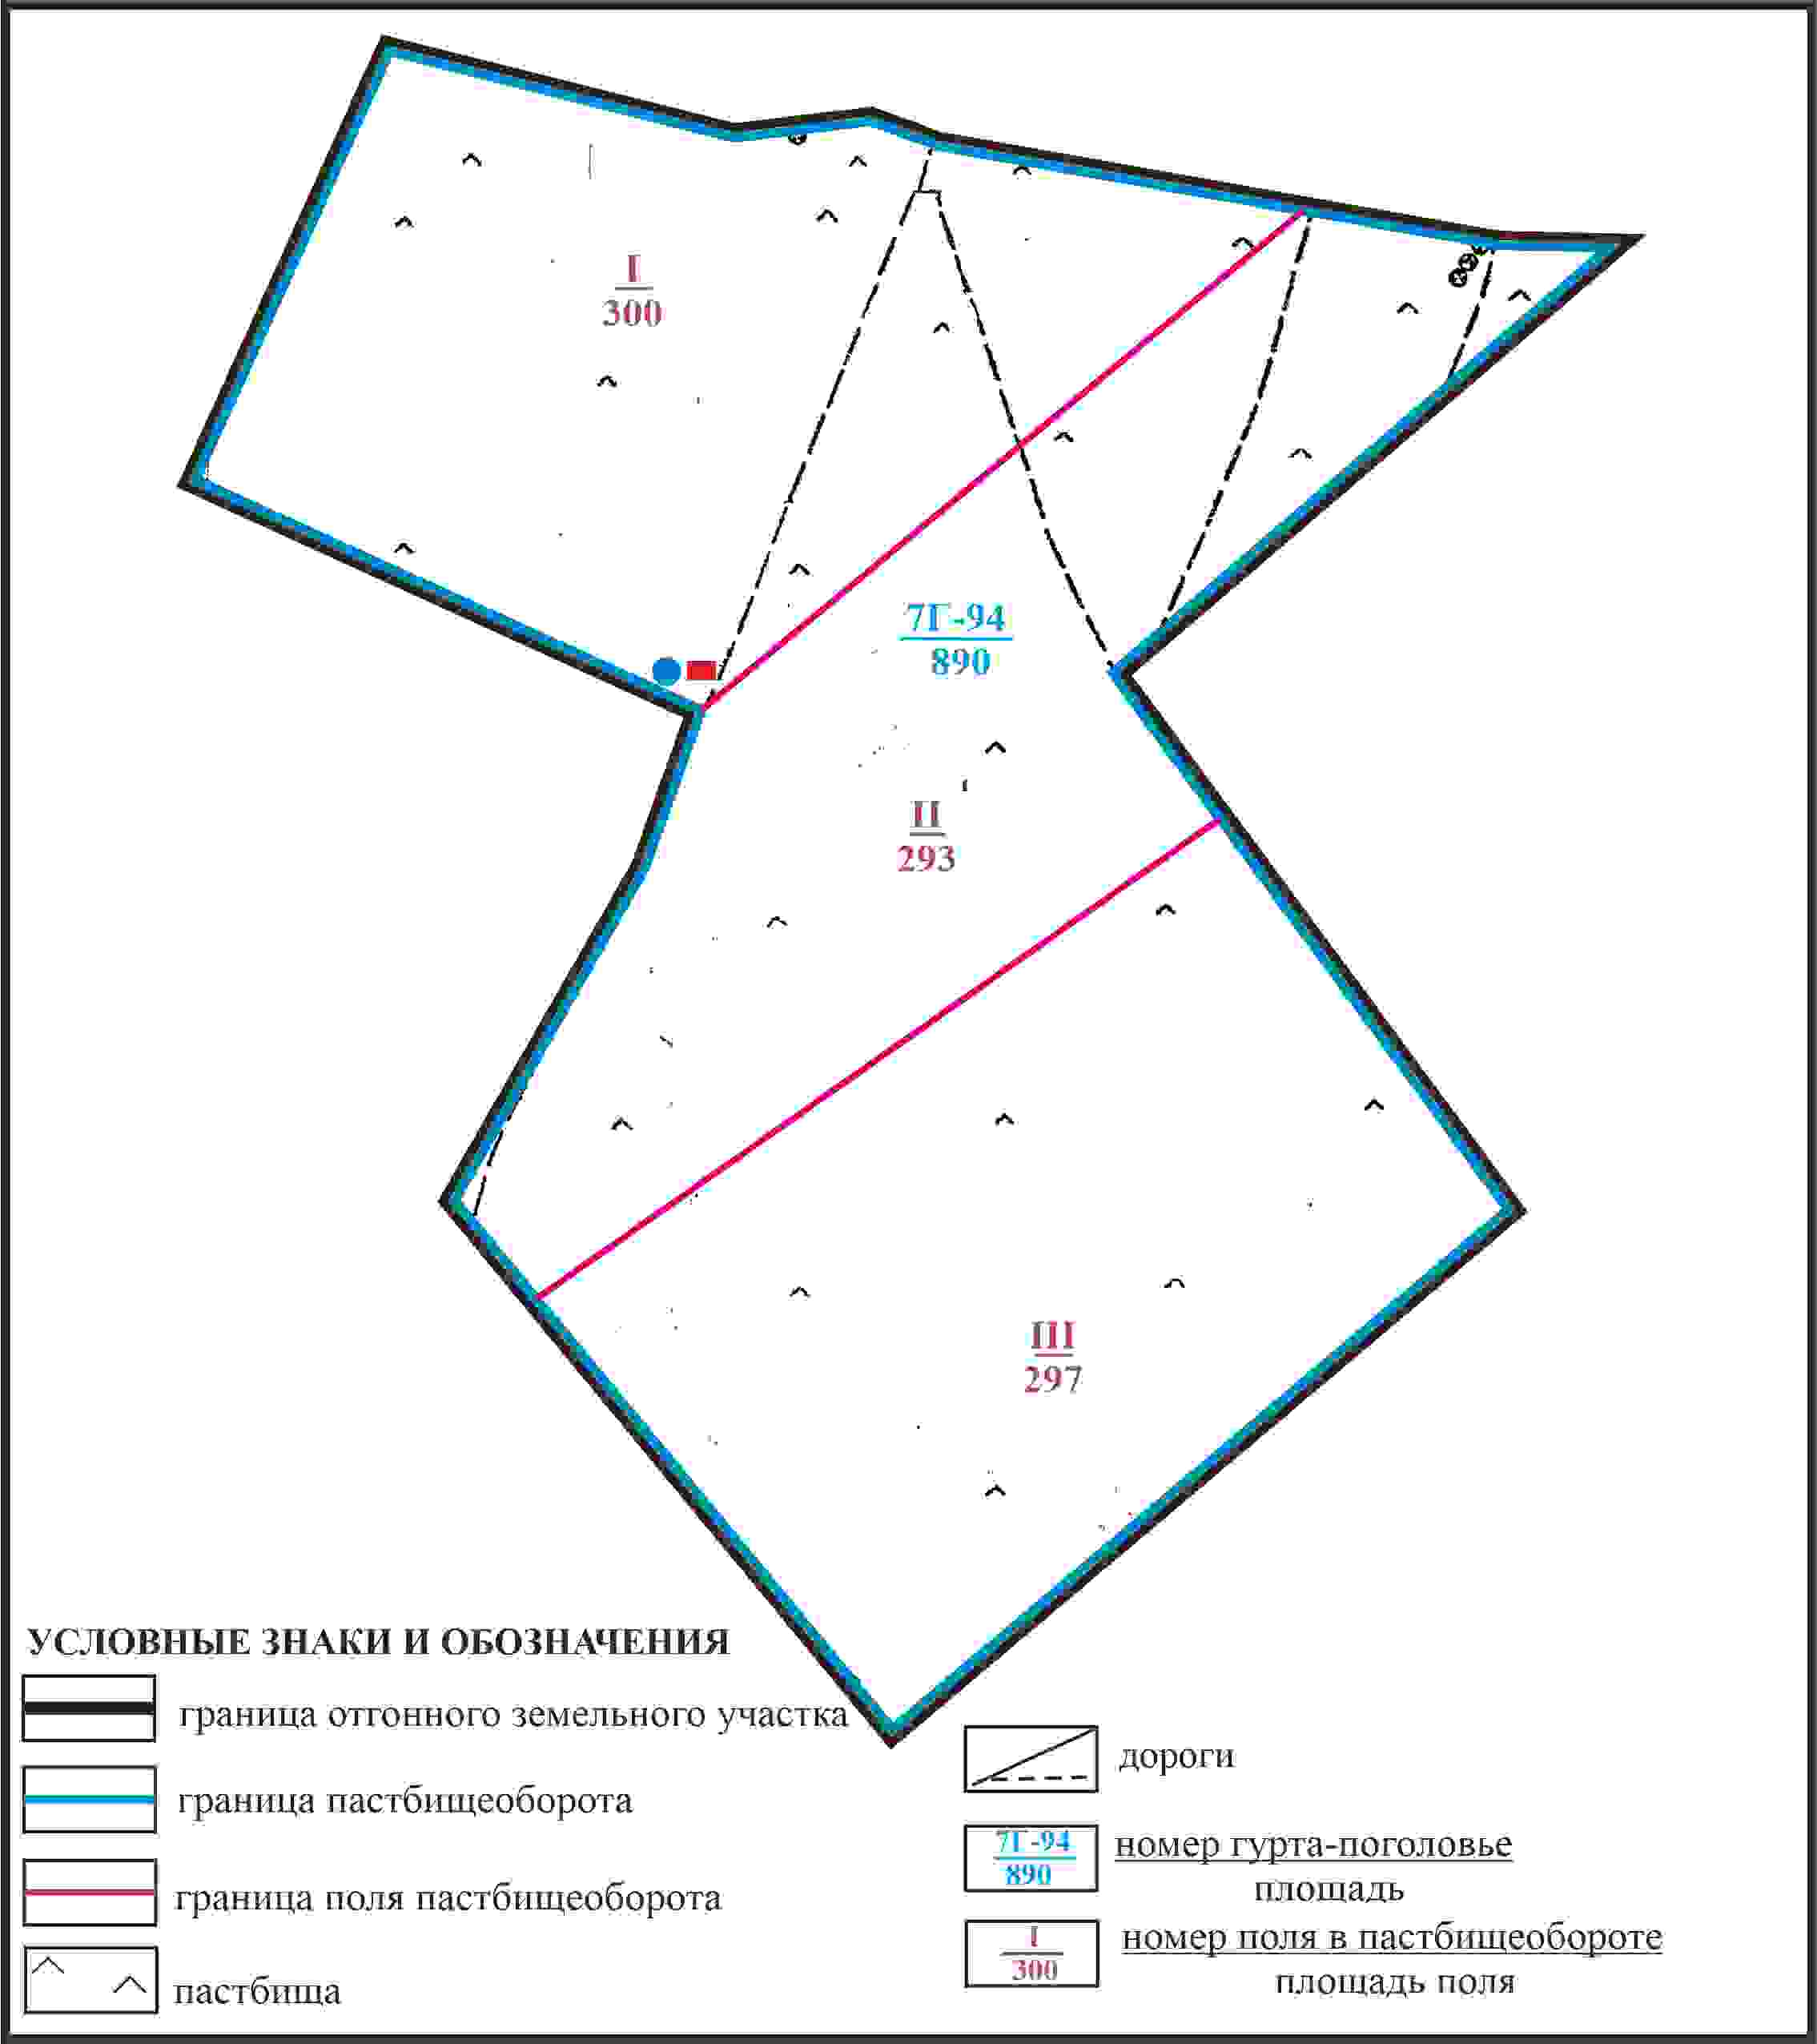 I
300
7Г-94
890
II
293
III
297
УСЛОВНЫЕ ЗНАКИ И ОБОЗНАЧЕНИЯ
граница отгонного земельного участка
граница пастбищеоборота
граница поля пастбищеоборота
пастбища
дороги
7Г-94
890
номер гурта-поголовье
площадь
I
300
номер поля в пастбищеобороте
площадь поля